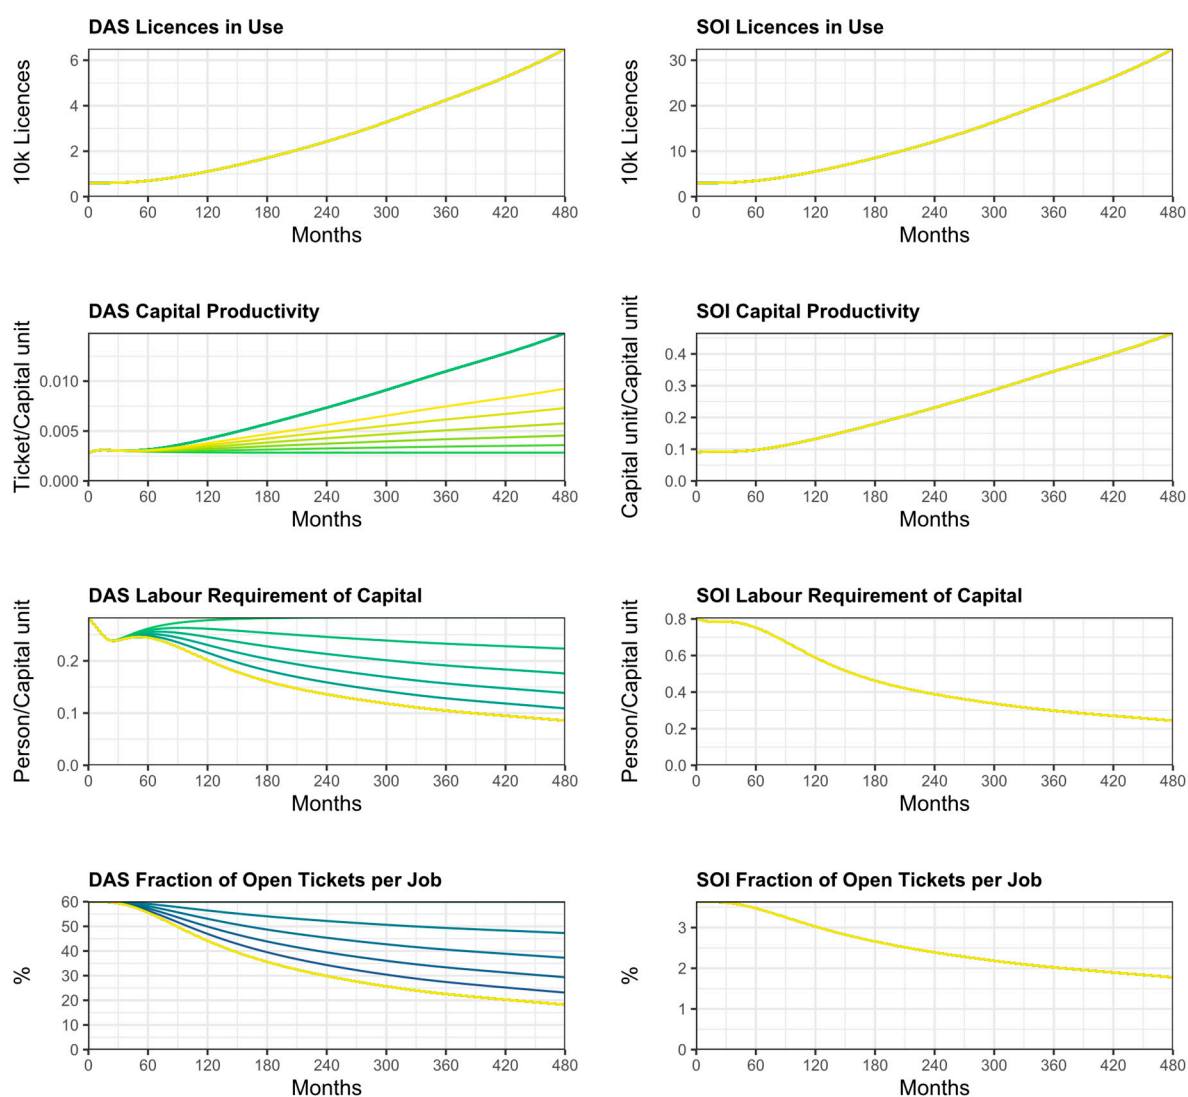 DAS Licences in Use
10k Licences
6
4
2
0
0 60 120 180 240 300 360 420 480
Months
SOI Licences in Use
10k Licences
30
20
10
0
0 60 120 180 240 300 360 420 480
Months
DAS Capital Productivity
Ticket/Capital unit
0.010
0.005
0.000
0 60 120 180 240 300 360 420 480
Months
SOI Capital Productivity
Capital unit/Capital unit
0.4
0.3
0.2
0.1
0.0
0 60 120 180 240 300 360 420 480
Months
DAS Labour Requirement of Capital
Person/Capital unit
0.2
0.1
0.0
0 60 120 180 240 300 360 420 480
Months
SOI Labour Requirement of Capital
Person/Capital unit
0.8
0.6
0.4
0.2
0.0
0 60 120 180 240 300 360 420 480
Months
DAS Fraction of Open Tickets per Job
%
60
50
40
30
20
10
0
0 60 120 180 240 300 360 420 480
Months
SOI Fraction of Open Tickets per Job
%
3
2
1
0
0 60 120 180 240 300 360 420 480
Months